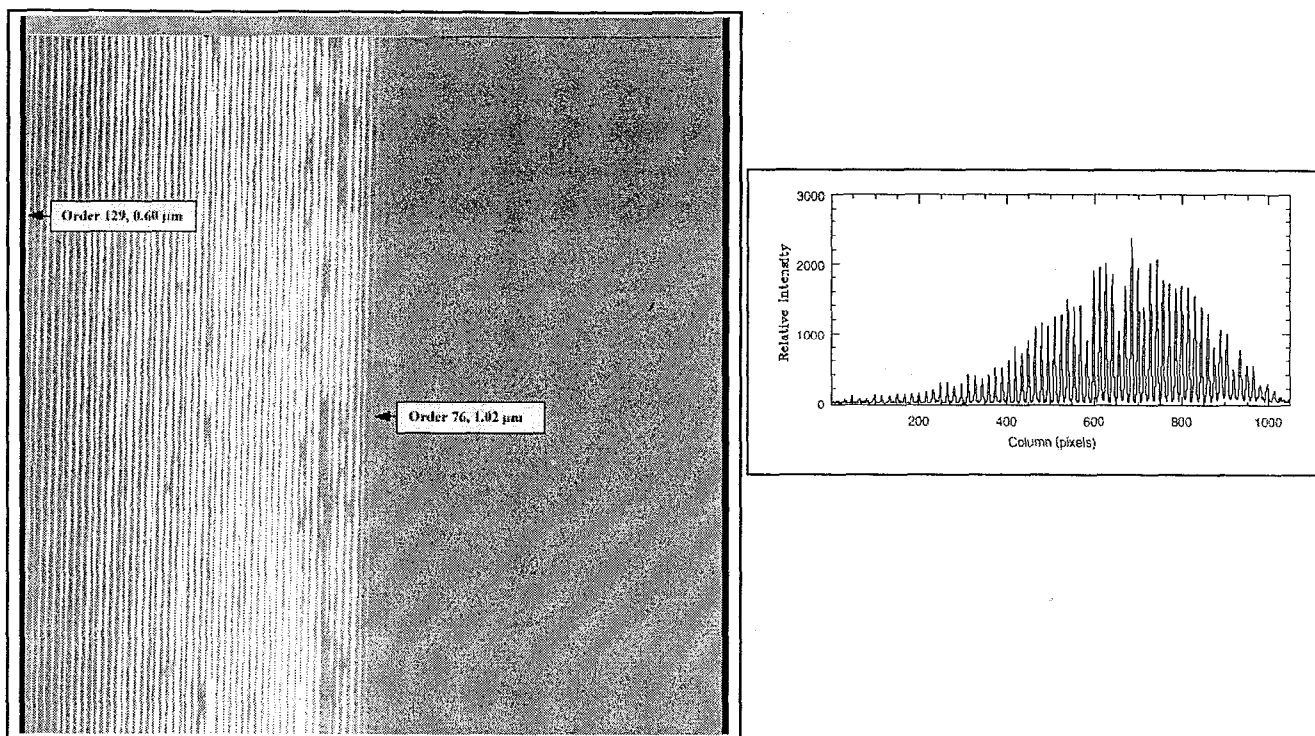 Order 129, 0.60 µm
Order 76, 1.02 µm
3000
2000
1000
0
Relative Intensity
200
400
600
800
1000
Column (pixels)